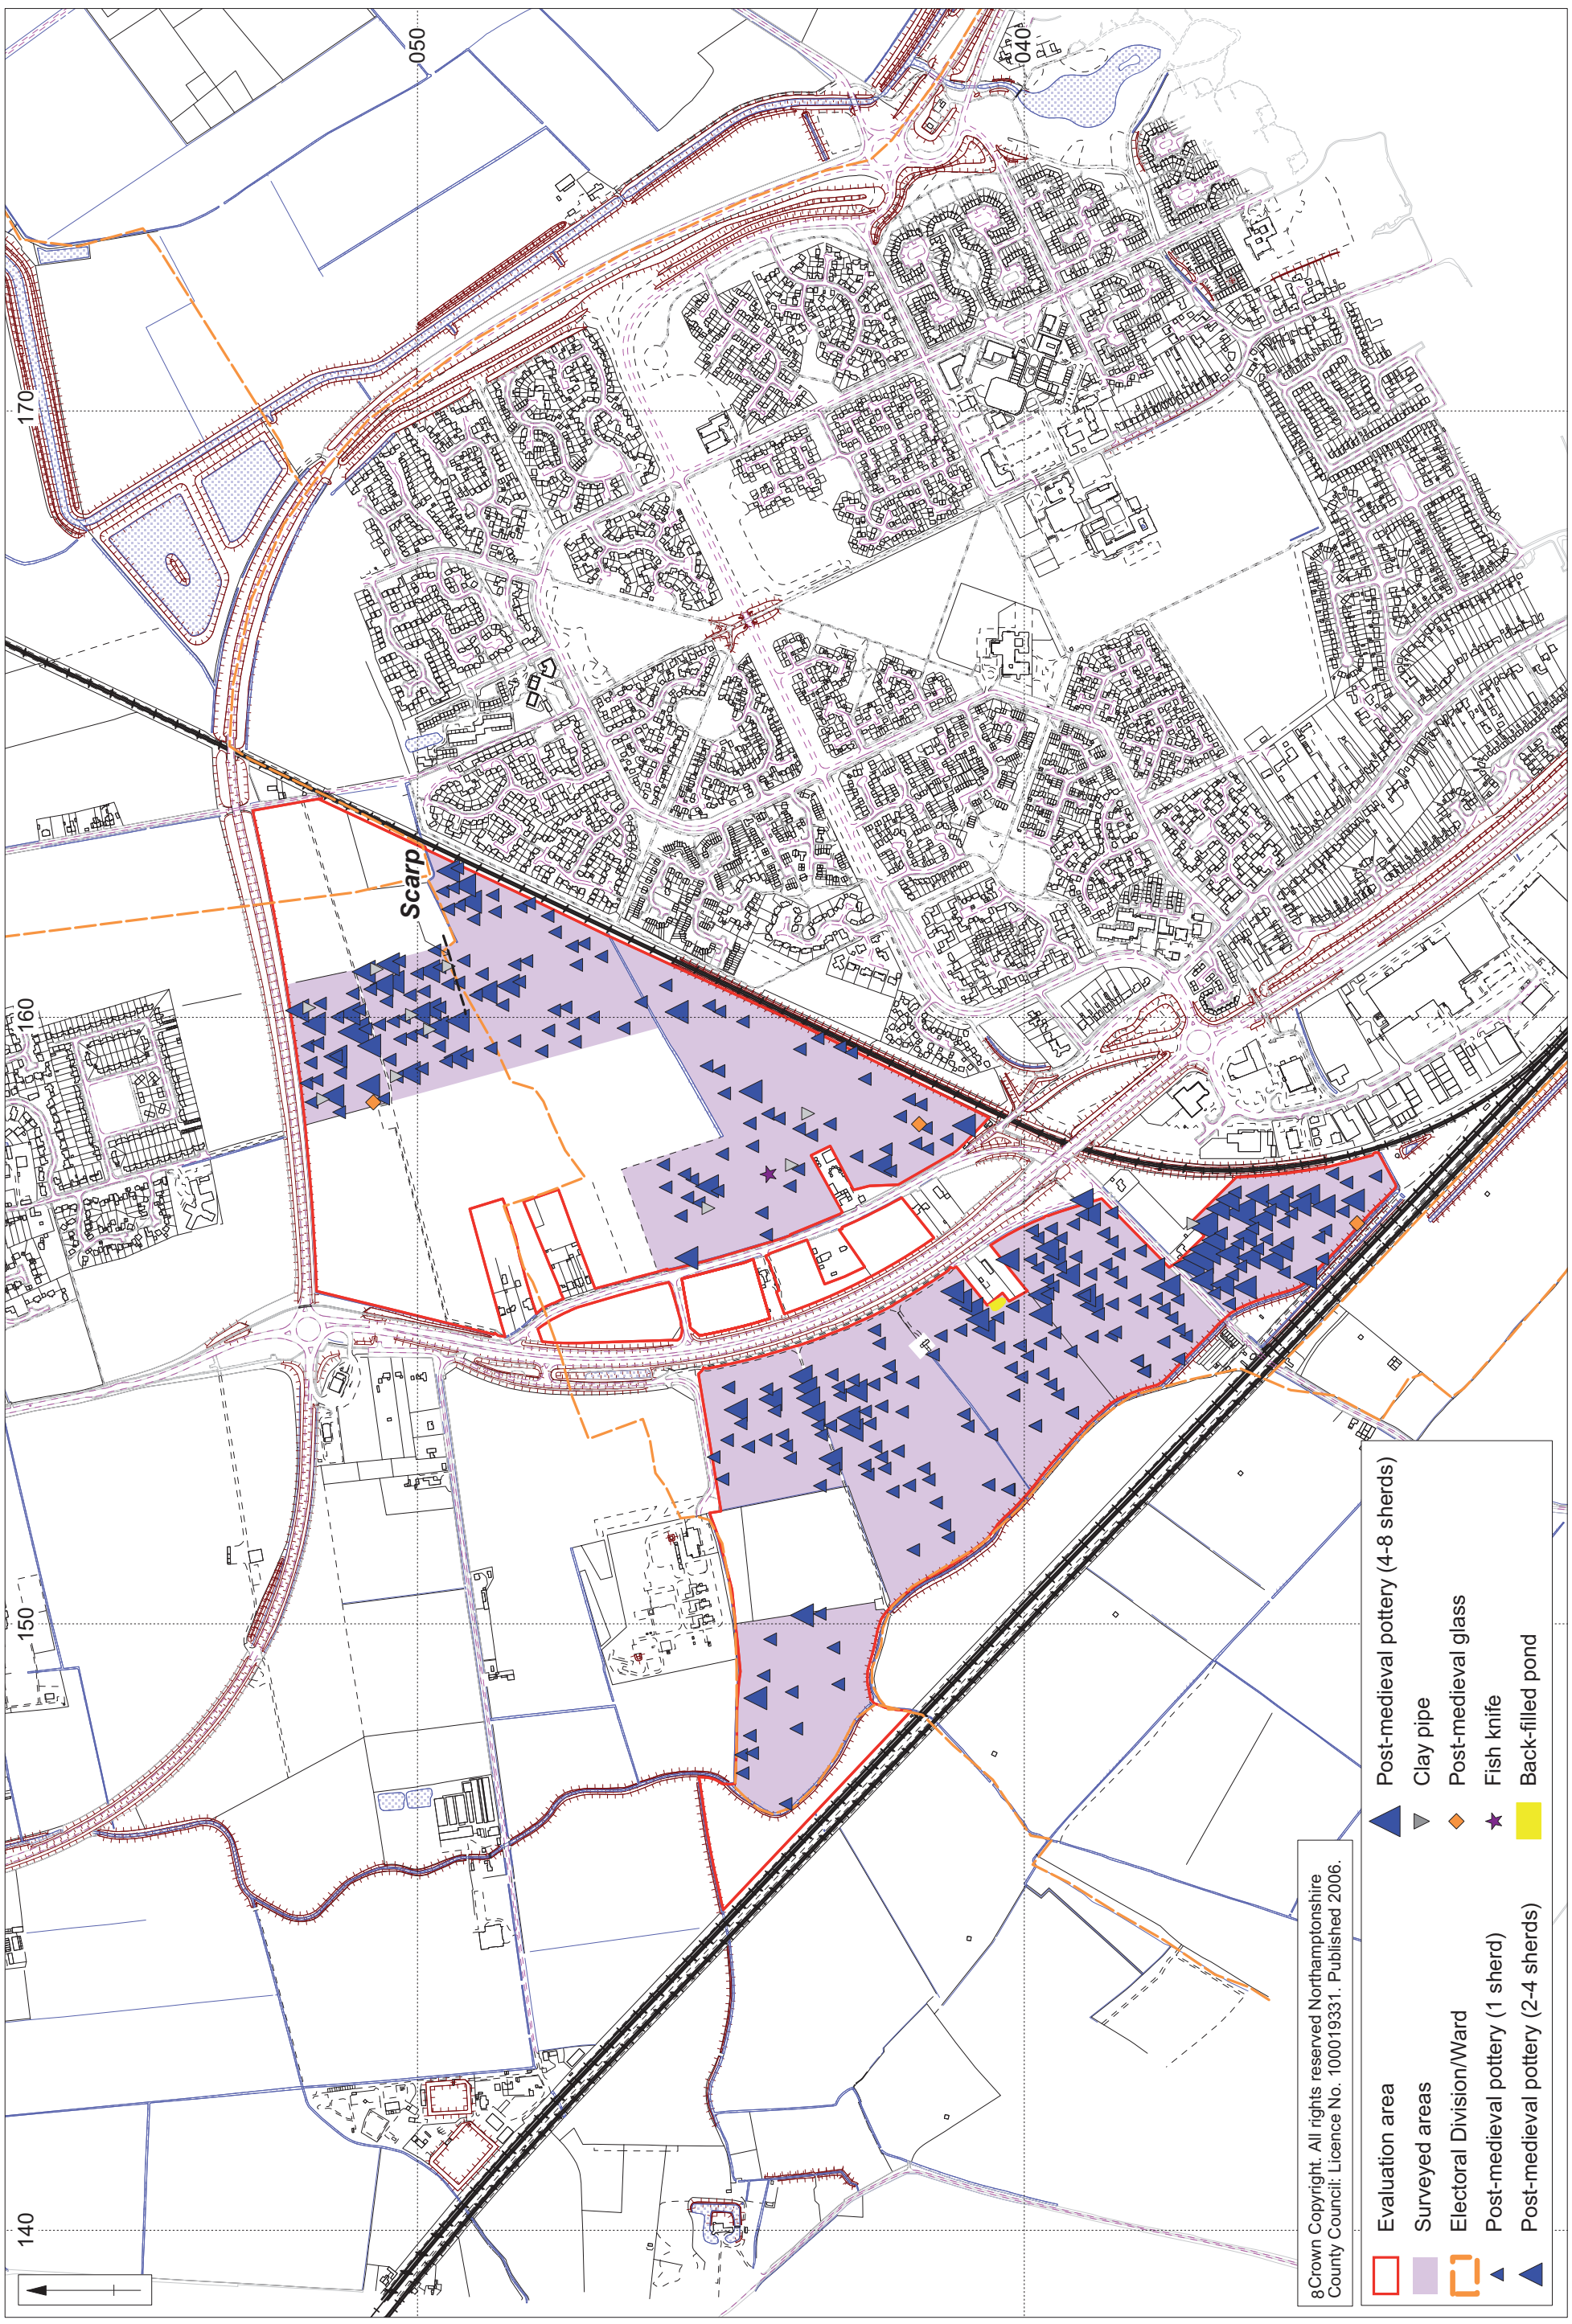 140
150
160
170
050
040
Scarp
8Crown Copyright. All rights reserved Northamptonshire
County Council: Licence No. 100019331. Published 2006.
Evaluation area
Surveyed areas
Electoral Division/Ward
Post-medieval pottery (1 sherd)
Post-medieval pottery (2-4 sherds)
Post-medieval pottery (4-8 sherds)
Clay pipe
Post-medieval glass
Fish knife
Back-filled pond